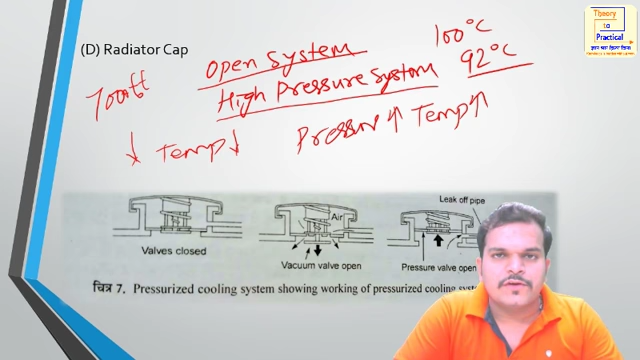 Theory
to
Practical
(D) Radiator Cap
Open System
100°C
High Pressure System
92°C
7000ft
↓ Temp↓
Pressure↑ Temp↑
Leak off pipe
Air
Valves closed
Vacuum valve open
Pressure valve open
चित्र 7. Pressurized cooling system showing working of pressurized cooling